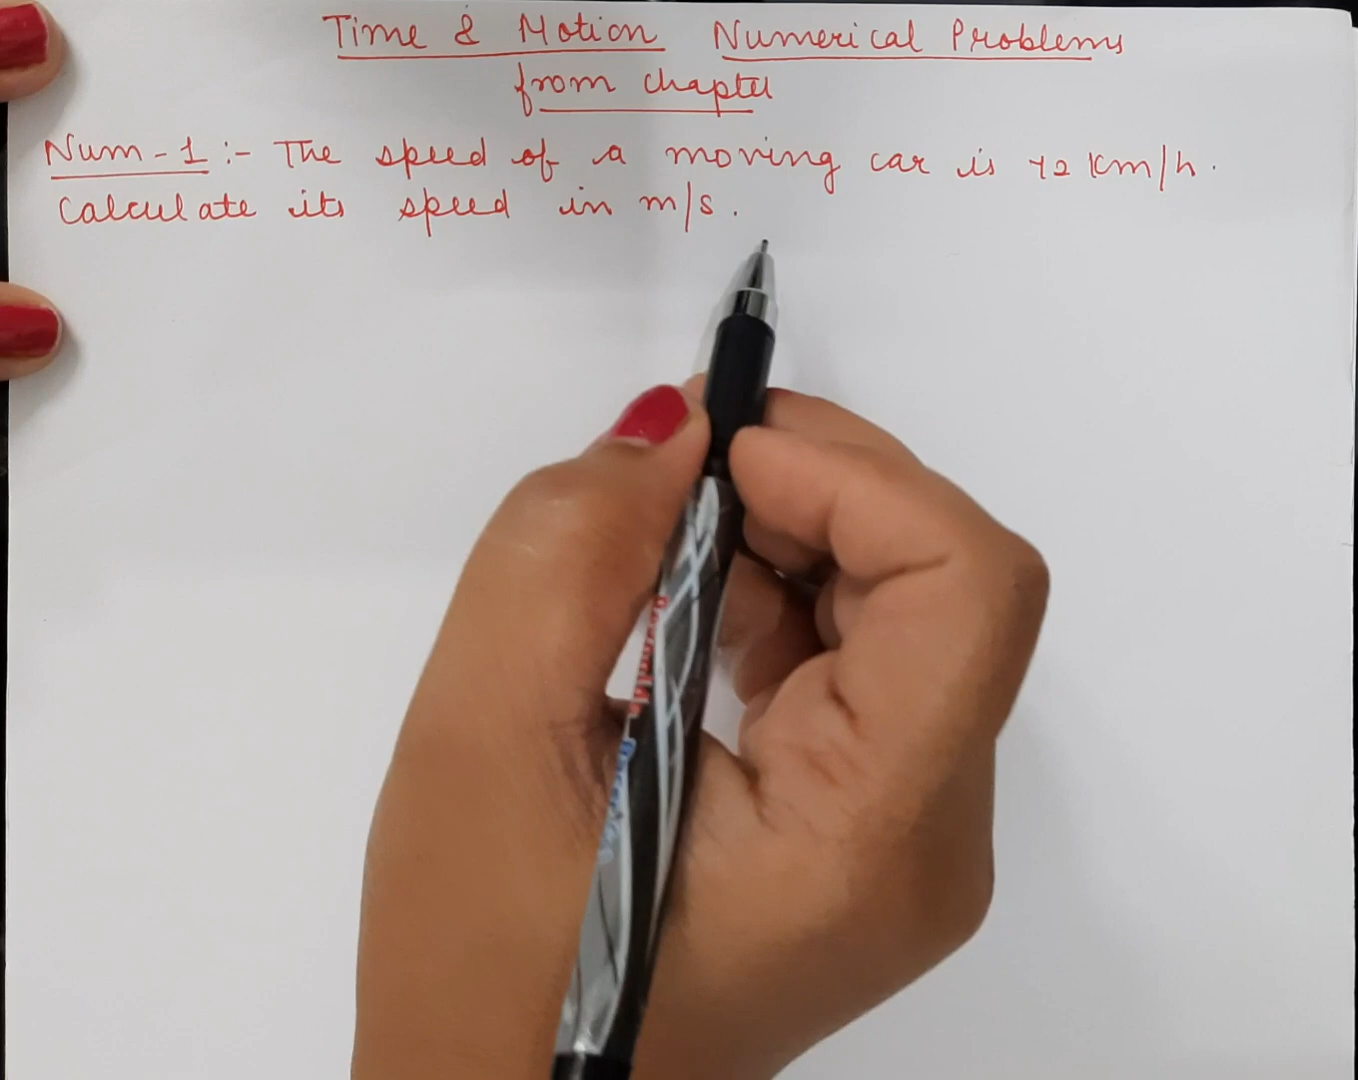 Time & Motion Numerical Problems
from chapter
Num-1:- The speed of a moving car is 72 km/h.
Calculate its speed in m/s.